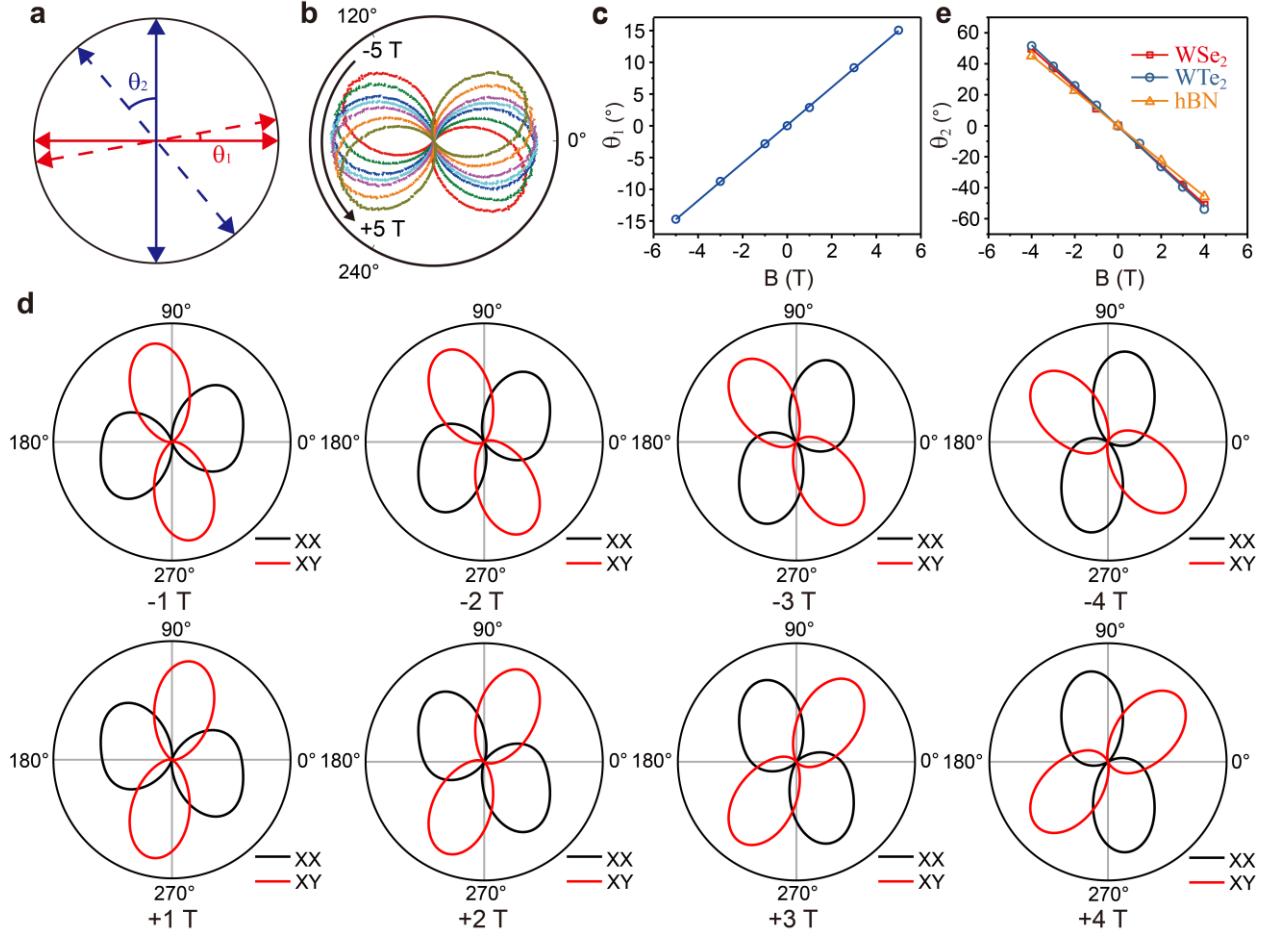 a
θ₂
θ₁
b
120°
-5 T
0°
+5 T
240°
c
θ₁ (°)
15
10
5
0
-5
-10
-15
-6 -4 -2 0 2 4 6
B (T)
e
θ₂ (°)
60
40
20
0
-20
-40
-60
WSe₂
WTe₂
hBN
-6 -4 -2 0 2 4 6
B (T)
d
90°
180°
0°
270°
XX
XY
-1 T
90°
180°
0°
270°
XX
XY
-2 T
90°
180°
0°
270°
XX
XY
-3 T
90°
180°
0°
270°
XX
XY
-4 T
90°
180°
0°
270°
XX
XY
+1 T
90°
180°
0°
270°
XX
XY
+2 T
90°
180°
0°
270°
XX
XY
+3 T
90°
180°
0°
270°
XX
XY
+4 T